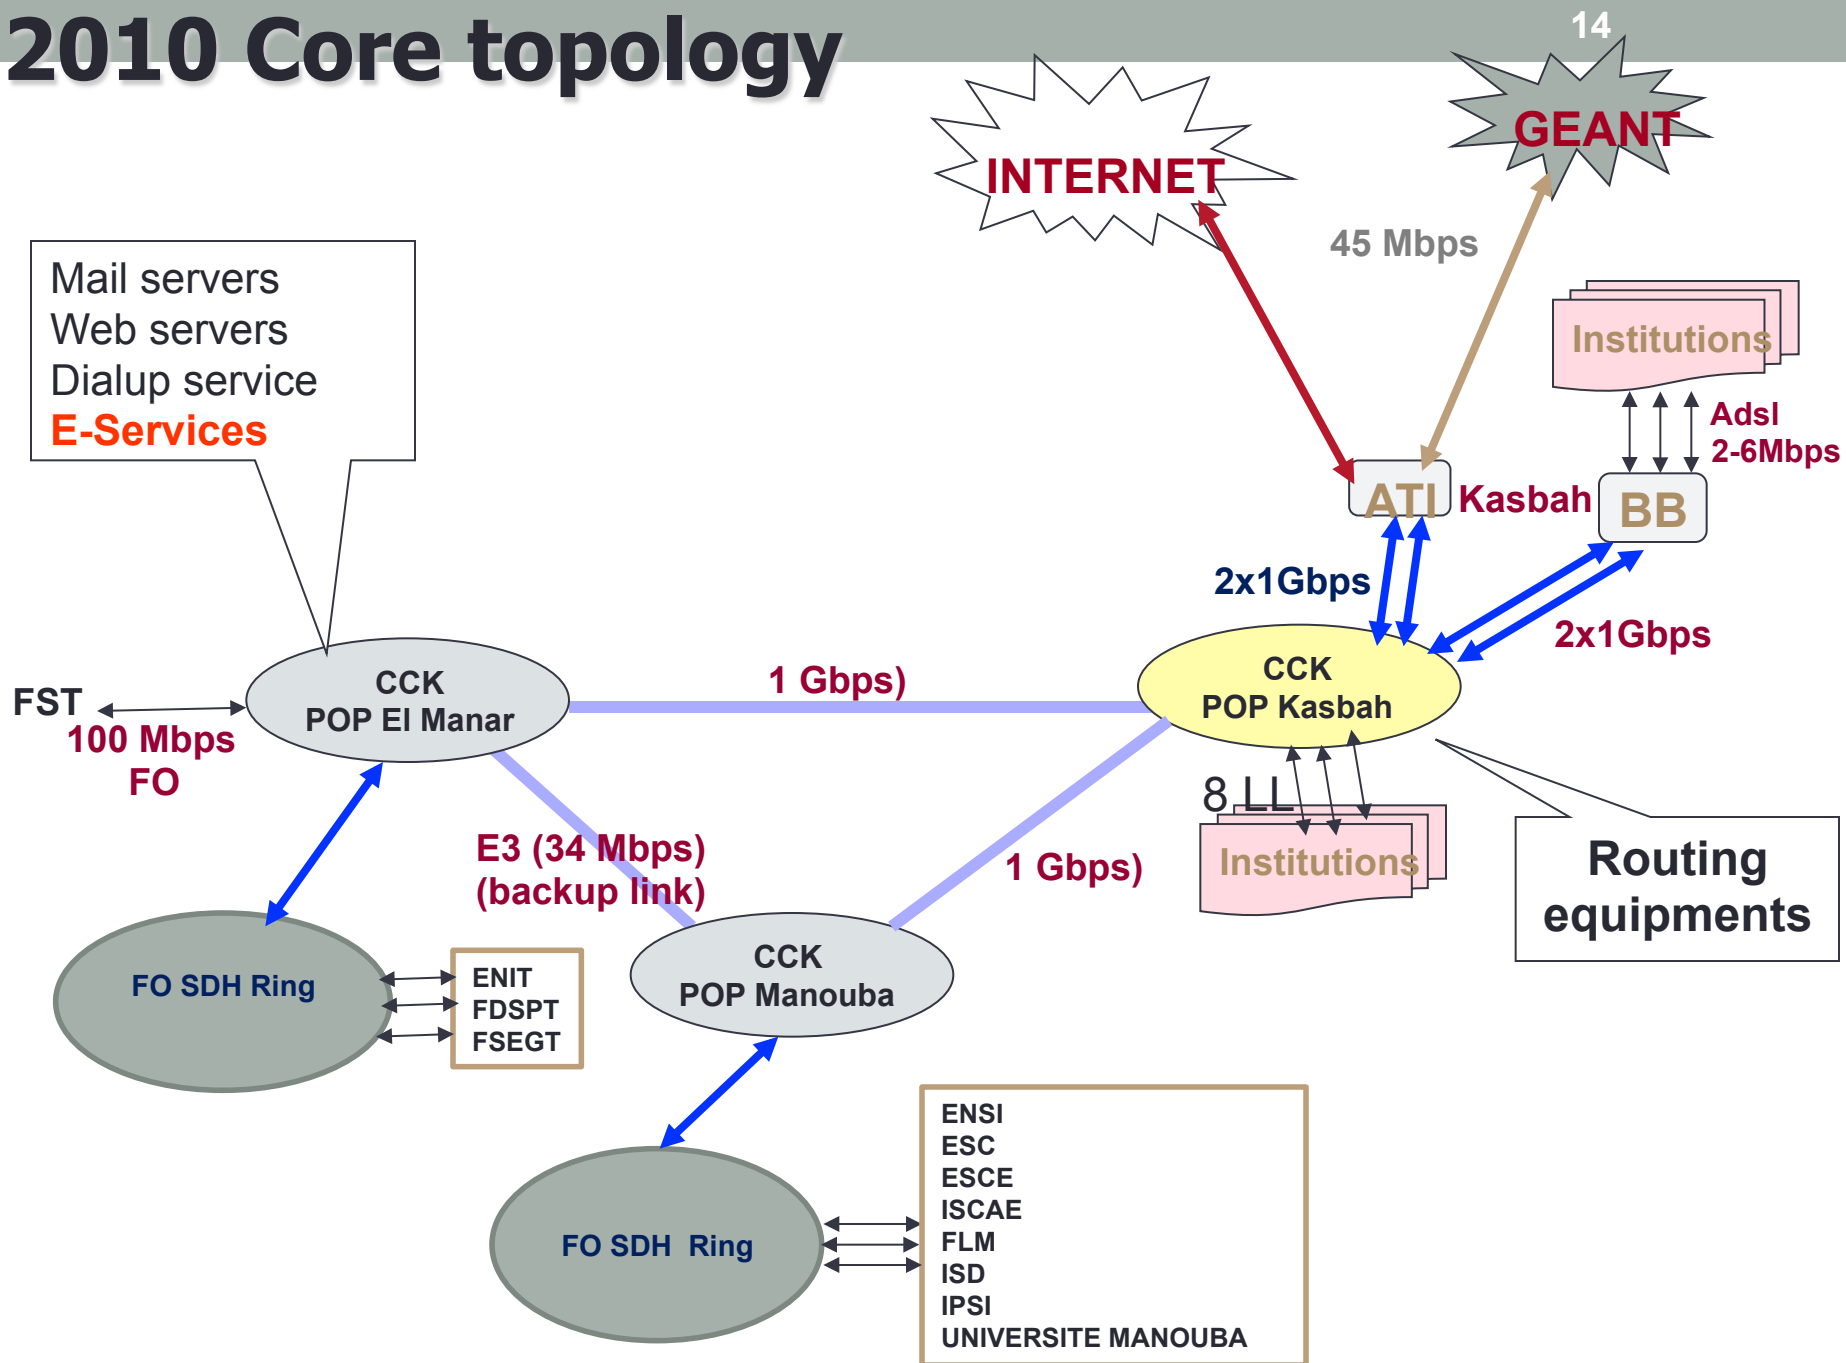 2010 Core topology
14
INTERNET
GEANT
45 Mbps
Mail servers
Web servers
Dialup service
E-Services
Institutions
Adsl
2-6Mbps
ATI
Kasbah
BB
2x1Gbps
2x1Gbps
CCK
POP El Manar
1 Gbps)
CCK
POP Kasbah
FST
100 Mbps
FO
8 LL
Institutions
E3 (34 Mbps)
(backup link)
1 Gbps)
Routing
equipments
FO SDH Ring
ENIT
FDSPT
FSEGT
CCK
POP Manouba
FO SDH  Ring
ENSI
ESC
ESCE
ISCAE
FLM
ISD
IPSI
UNIVERSITE MANOUBA